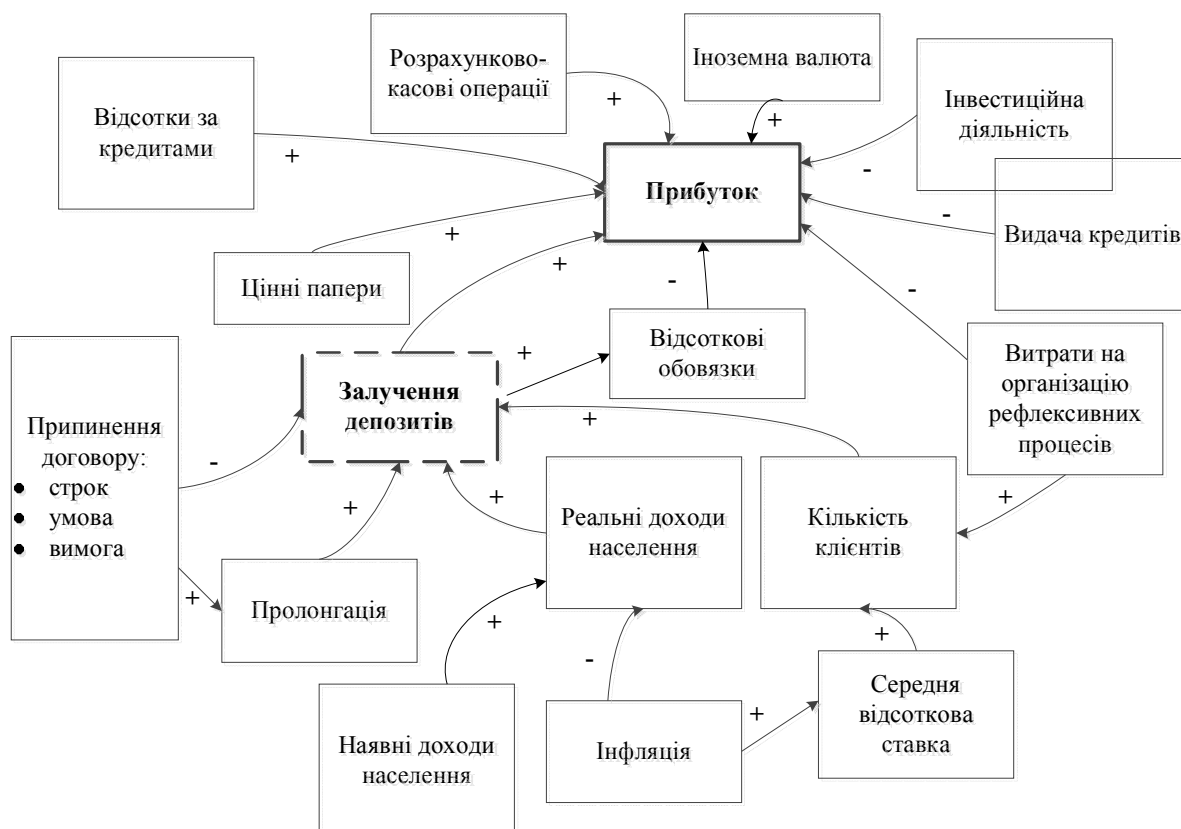 Розрахунково-
касові операції
+
Іноземна валюта
+
Інвестиційна
діяльність
-
Відсотки за
кредитами
+
Прибуток
Видача кредитів
-
Цінні папери
+
+
-
-
Відсоткові
обовязки
+
Залучення
депозитів
Витрати на
організацію
рефлексивних
процесів
+
Припинення
договору:
• строк
• умова
• вимога
-
+
+
Реальні доходи
населення
+
Кількість
клієнтів
+
Пролонгація
+
-
+
Середня
відсоткова
ставка
Наявні доходи
населення
Інфляція
+